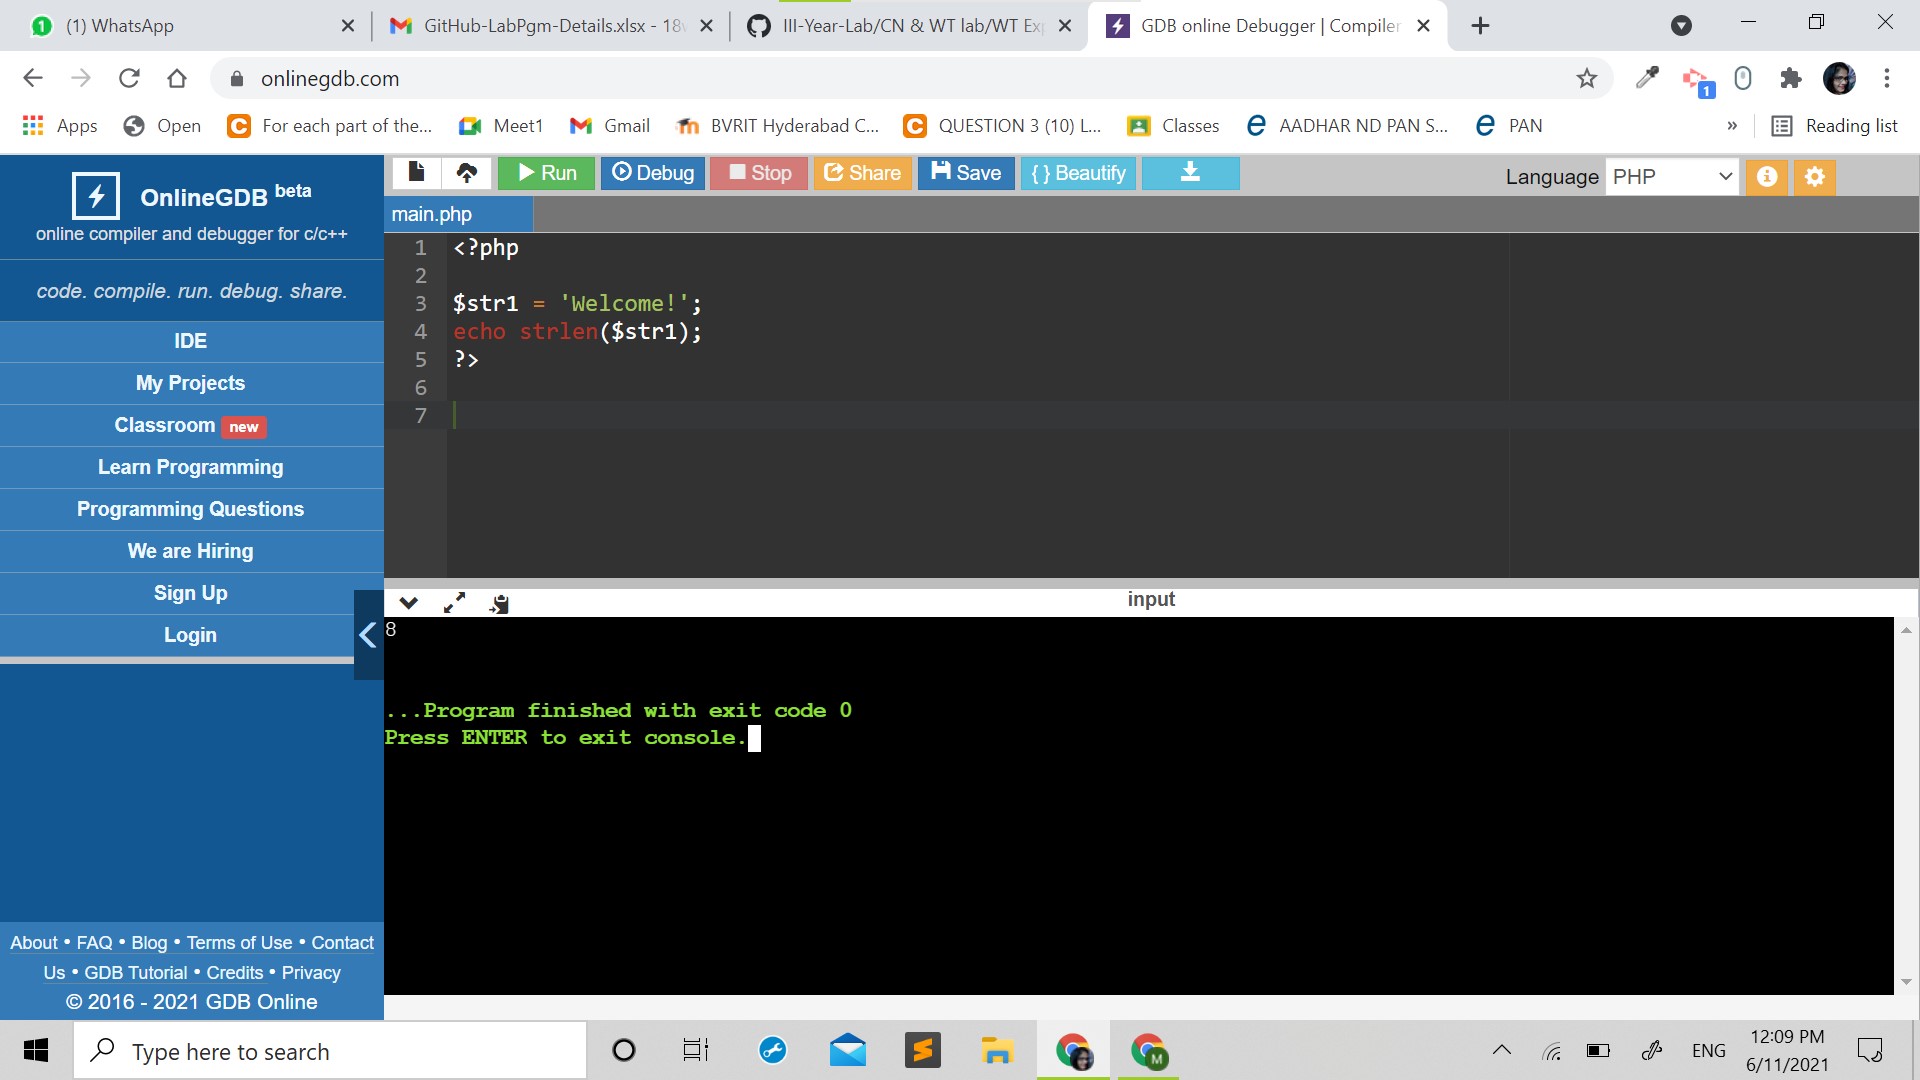 (1) WhatsApp
GitHub-LabPgm-Details.xlsx - 18
III-Year-Lab/CN & WT lab/WT Ex
GDB online Debugger | Compiler
onlinegdb.com
1
Apps
Open
For each part of the...
Meet1
Gmail
BVRIT Hyderabad C...
QUESTION 3 (10) L...
Classes
AADHAR ND PAN S...
PAN
»
Reading list
OnlineGDB beta
online compiler and debugger for c/c++
code. compile. run. debug. share.
IDE
My Projects
Classroom new
Learn Programming
Programming Questions
We are Hiring
Sign Up
Login
About • FAQ • Blog • Terms of Use • Contact
Us • GDB Tutorial • Credits • Privacy
© 2016 - 2021 GDB Online
Run
Debug
Stop
Share
Save
{ } Beautify
Language PHP
main.php
1 <?php
2
3 $str1 = 'Welcome!';
4 echo strlen($str1);
5 ?>
6
7
input
8
...Program finished with exit code 0
Press ENTER to exit console.
Type here to search
M
ENG
12:09 PM
6/11/2021